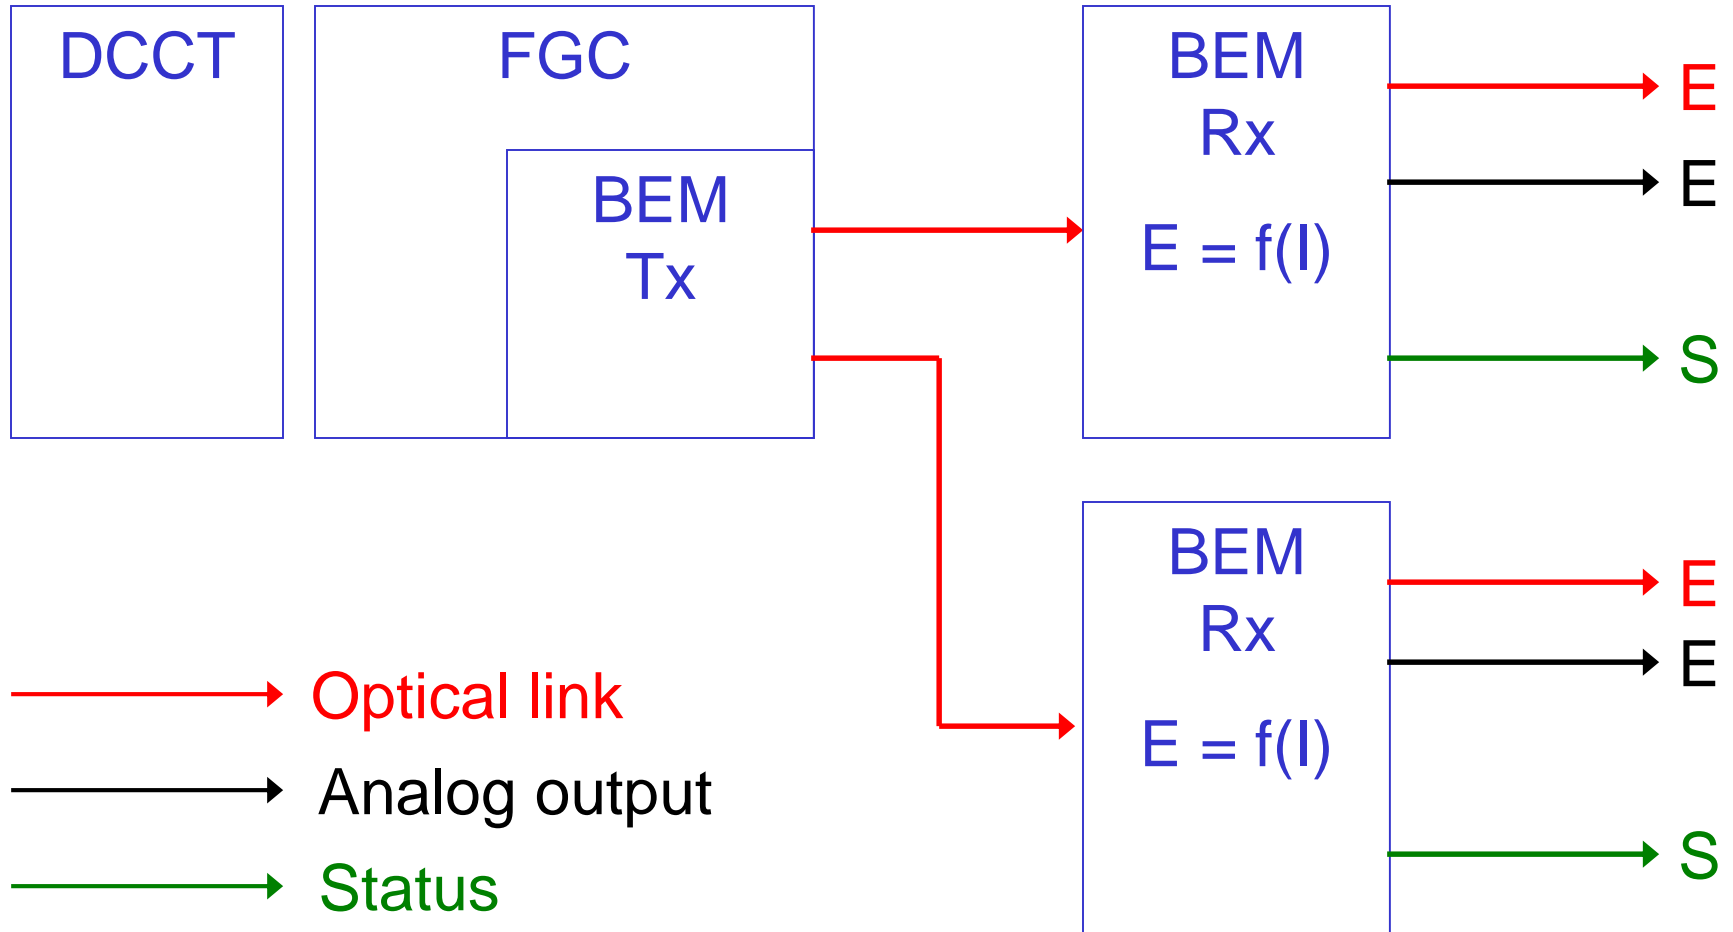 DCCT
FGC
BEM
Tx
BEM
Rx
E = f(I)
E
E
S
BEM
Rx
E = f(I)
E
E
S
Optical link
Analog output
Status